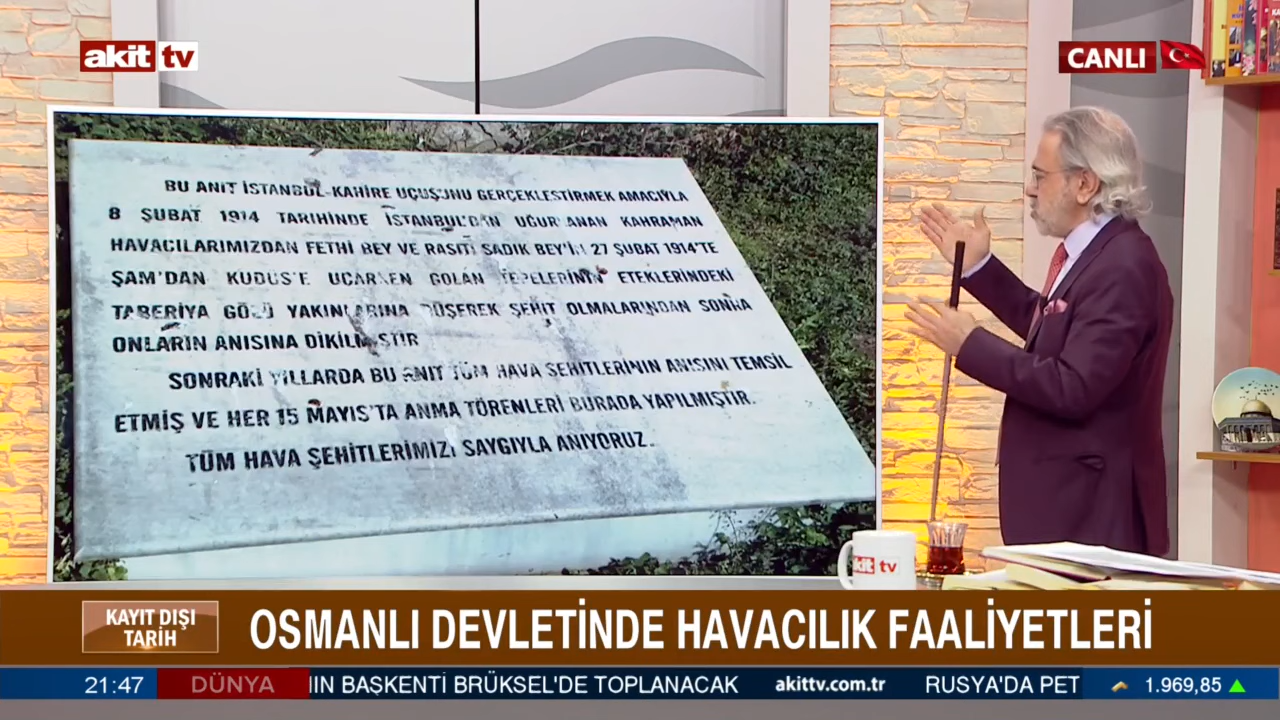 akit tv
CANLI
BU ANIT İSTANBUL-KAHİRE UÇUŞUNU GERÇEKLEŞTİRMEK AMACIYLA
8 ŞUBAT 1914 TARIHINDE İSTANBUL'DAN UĞURLANAN KAHRAMAN
HAVACILARIMIZDAN FETHİ BEY VE SADIK BEY'İN 27 ŞUBAT 1914'TE
ŞAM'DAN KUDÜS'E UÇARKEN GOLAN TEPELERİNİN ETEKLERİNDEKİ
TABERİYA GÖLÜ YAKINLARINA DÜŞEREK ŞEHİT OLMALARINDAN SONRA
ONLARIN ANISINA DİKİLMİŞTİR
SONRAKİ YILLARDA BU ANIT TÜM HAVA ŞEHİTLERİNİN ANISINI TEMSİL
ETMİŞ VE HER 15 MAYIS'TA ANMA TÖRENLERİ BURADA YAPILMIŞTIR.
TÜM HAVA ŞEHİTLERİMİZİ SAYGIYLA ANIYORUZ.
akit tv
KAYIT DIŞI
TARİH
OSMANLI DEVLETİNDE HAVACILIK FAALİYETLERİ
21:47 DÜNYA IN BAŞKENTİ BRÜKSEL'DE TOPLANACAK akittv.com.tr RUSYA'DA PET 1.969,85